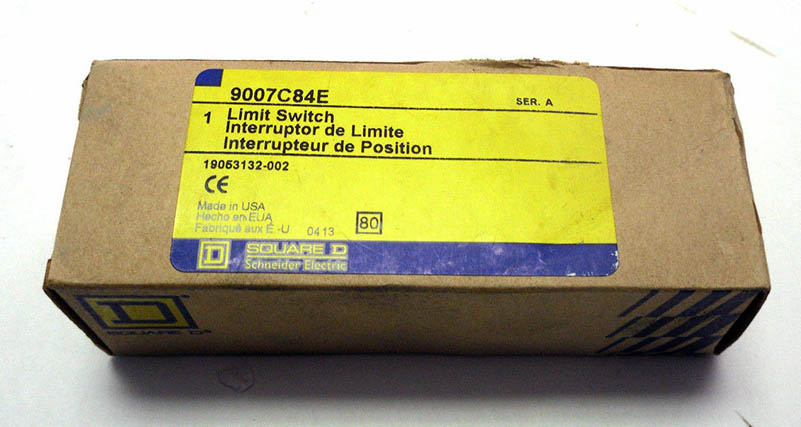 9007C84E SER. A
1 Limit Switch
Interruptor de Limite
Interrupteur de Position
19053132-002
CE
Made in USA
Hecho en EUA
Fabriqué aux É-U 0413 80
D SQUARE D
Schneider Electric
D
SQUARE D®